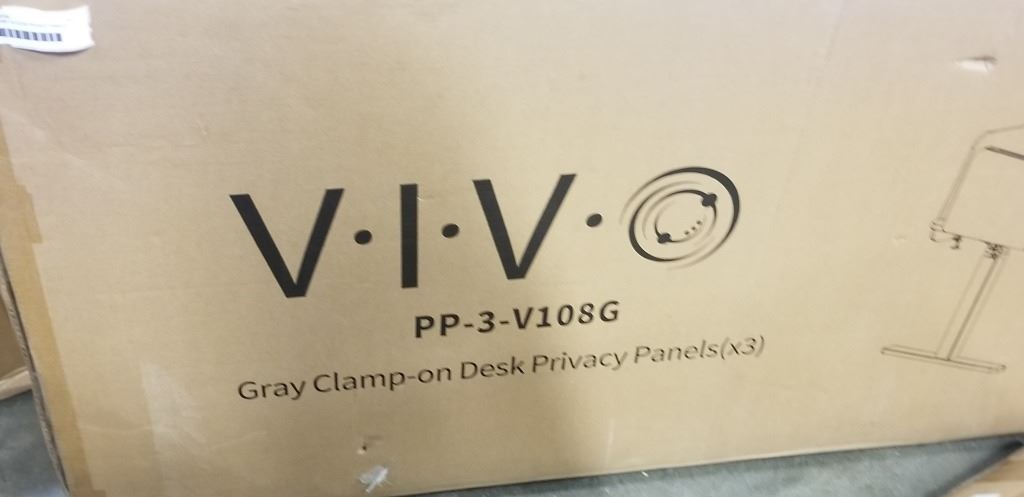 V·I·V·O
PP-3-V108G
Gray Clamp-on Desk Privacy Panels(x3)